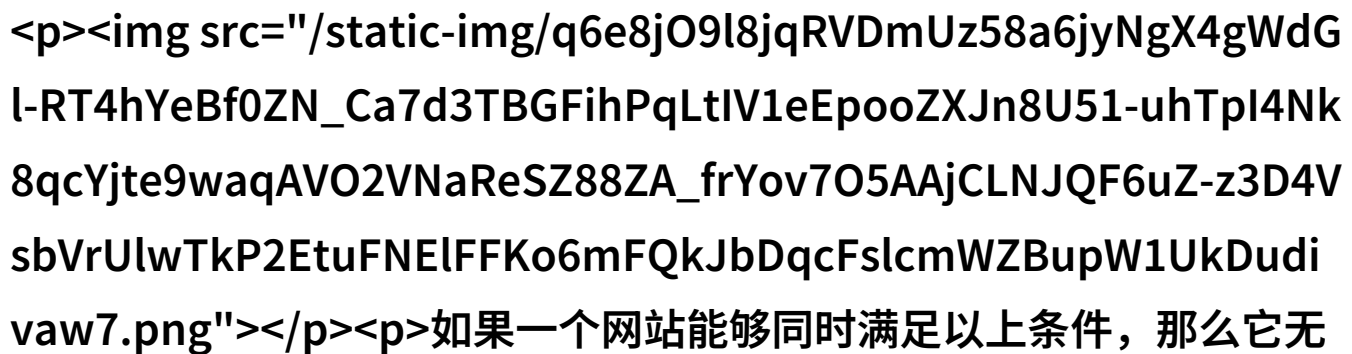 <p><img src="/static-img/q6e8jO9l8jqRVDmUz58a6jyNgX4gWdG
l-RT4hYeBf0ZN_Ca7d3TBGFihPqLtIV1eEpooZXJn8U51-uhTpI4Nk
8qcYjte9waqAVO2VNaReSZ88ZA_frYov7O5AAjCLNJQF6uZ-z3D4V
sbVrUlwTkP2EtuFNElFFKo6mFQkJbDqcFslcmWZBupW1UkDudi
vaw7.png"></p><p>如果一个网站能够同时满足以上条件，那么它无